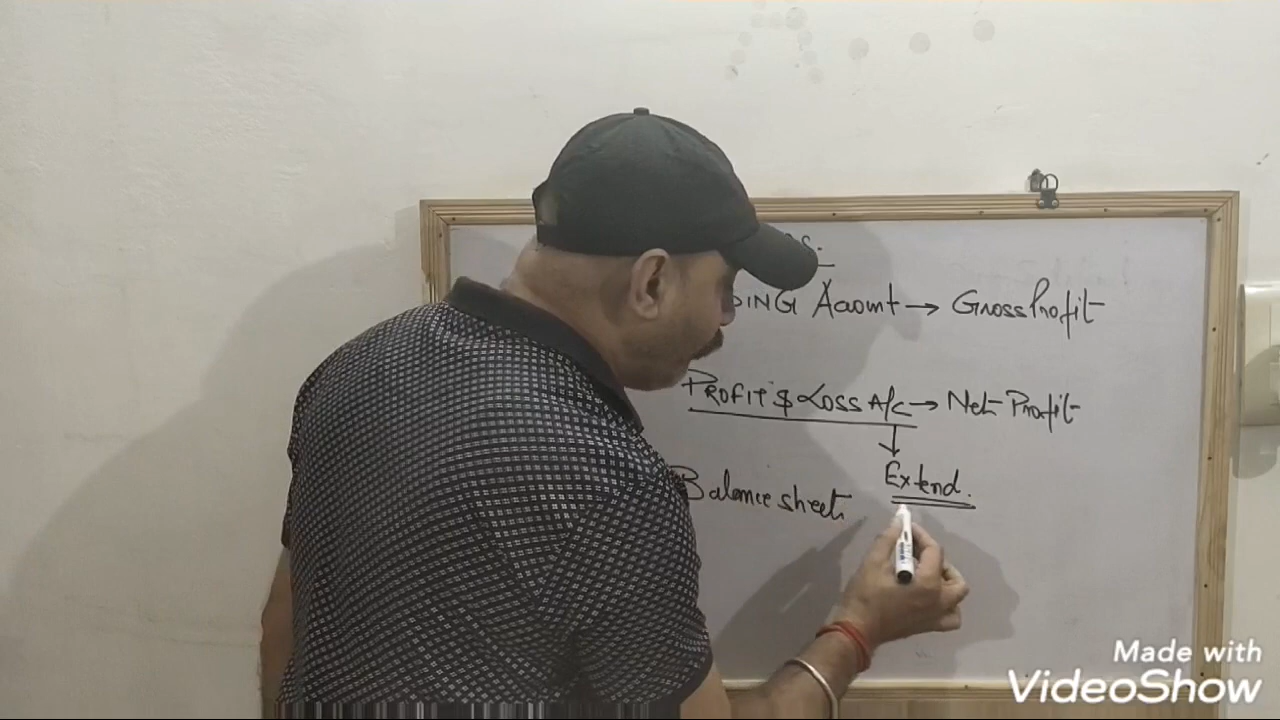 DING Account → Gross Profit
PROFIT & LOSS A/C → Net Profit
Extend.
Balance sheet
Made with
VideoShow